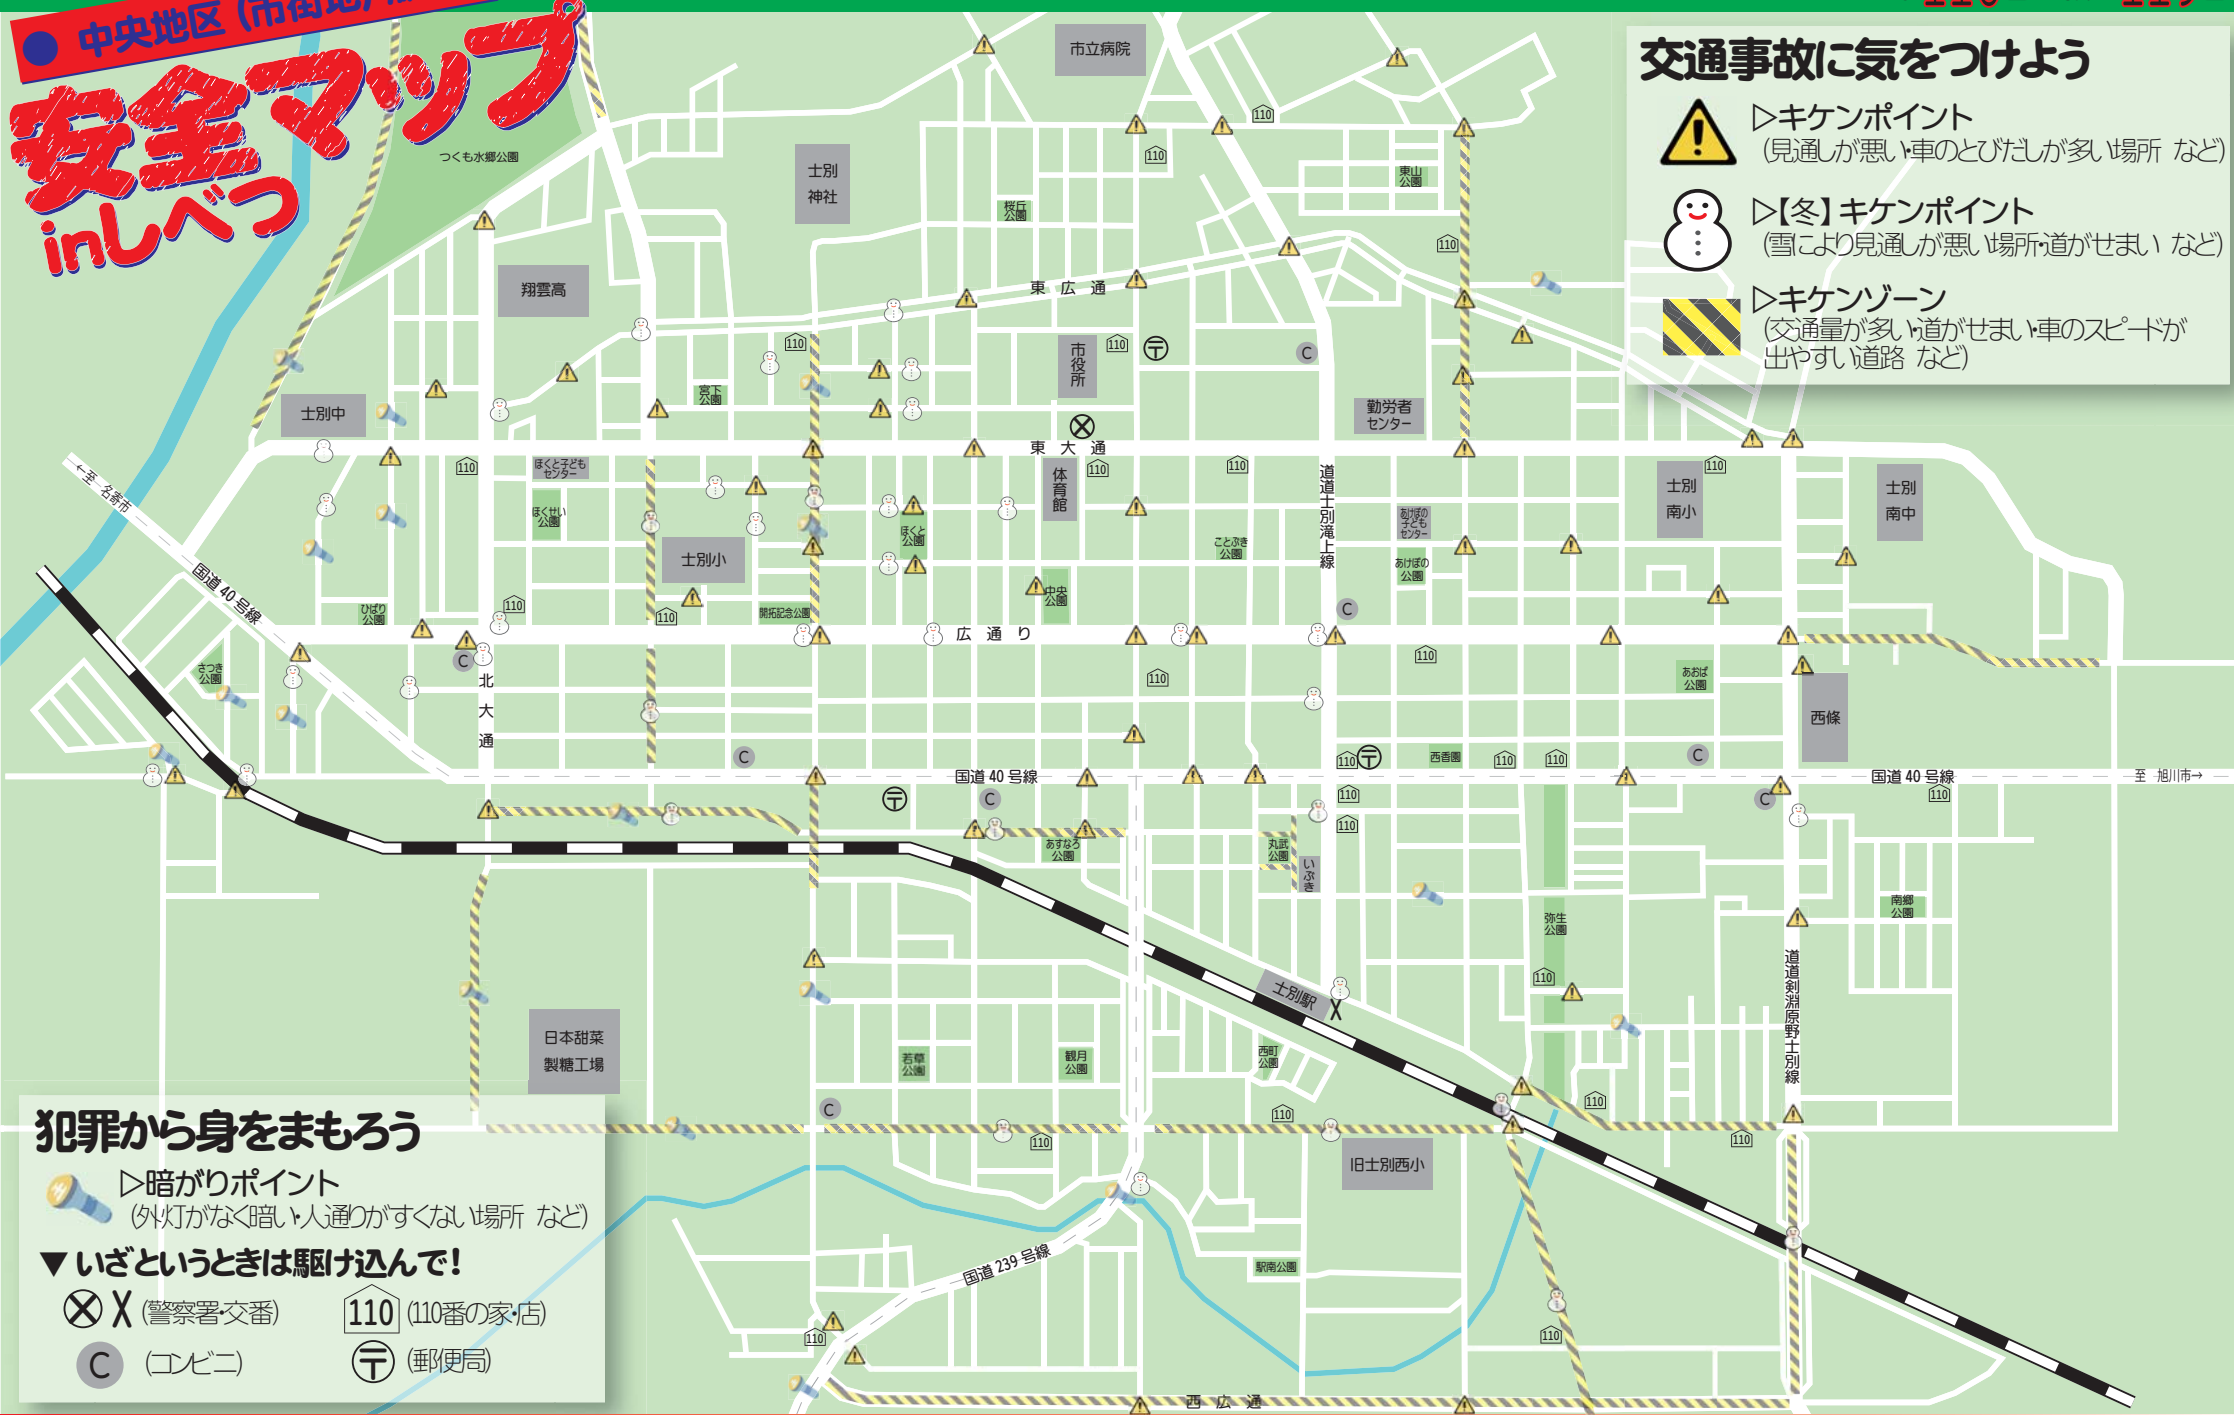 中央地区
安全マップ
inしべつ
交通事故に気をつけよう
▷キケンポイント
(見通しが悪い・車のとびだしが多い場所 など)
▷【冬】キケンポイント
(雪により見通しが悪い場所・道がせまい など)
▷キケンゾーン
(交通量が多い・道がせまい・車のスピードが
出やすい道路 など)
つくも水郷公園
市立病院
士別
神社
桜丘
公園
東山
公園
翔雲高
東広通
市役所
宮下
公園
士別中
勤労者
センター
東大通
ほくと子ども
センター
ほくせい
公園
士別小
ほくと
公園
体育館
中央
公園
ことぶき
公園
道道士別滝上線
あけぼの
子ども
センター
あけぼの
公園
士別
南小
士別
南中
←至 名寄市
国道40号線
ひばり
公園
さつき
公園
開拓記念公園
広通り
北大通
あおば
公園
西條
西香園
国道40号線
国道40号線
至 旭川市→
あすなろ
公園
丸武
公園
いぶき
弥生
公園
南郷
公園
道道剣淵原野士別線
士別駅
日本甜菜
製糖工場
若草
公園
観月
公園
西町
公園
旧士別西小
駅南公園
国道239号線
西広通
犯罪から身をまもろう
▷暗がりポイント
(外灯がなく暗い・人通りがすくない場所 など)
▼いざというときは駆け込んで!
(警察署・交番)
110 (110番の家・店)
C (コンビニ)
〒 (郵便局)